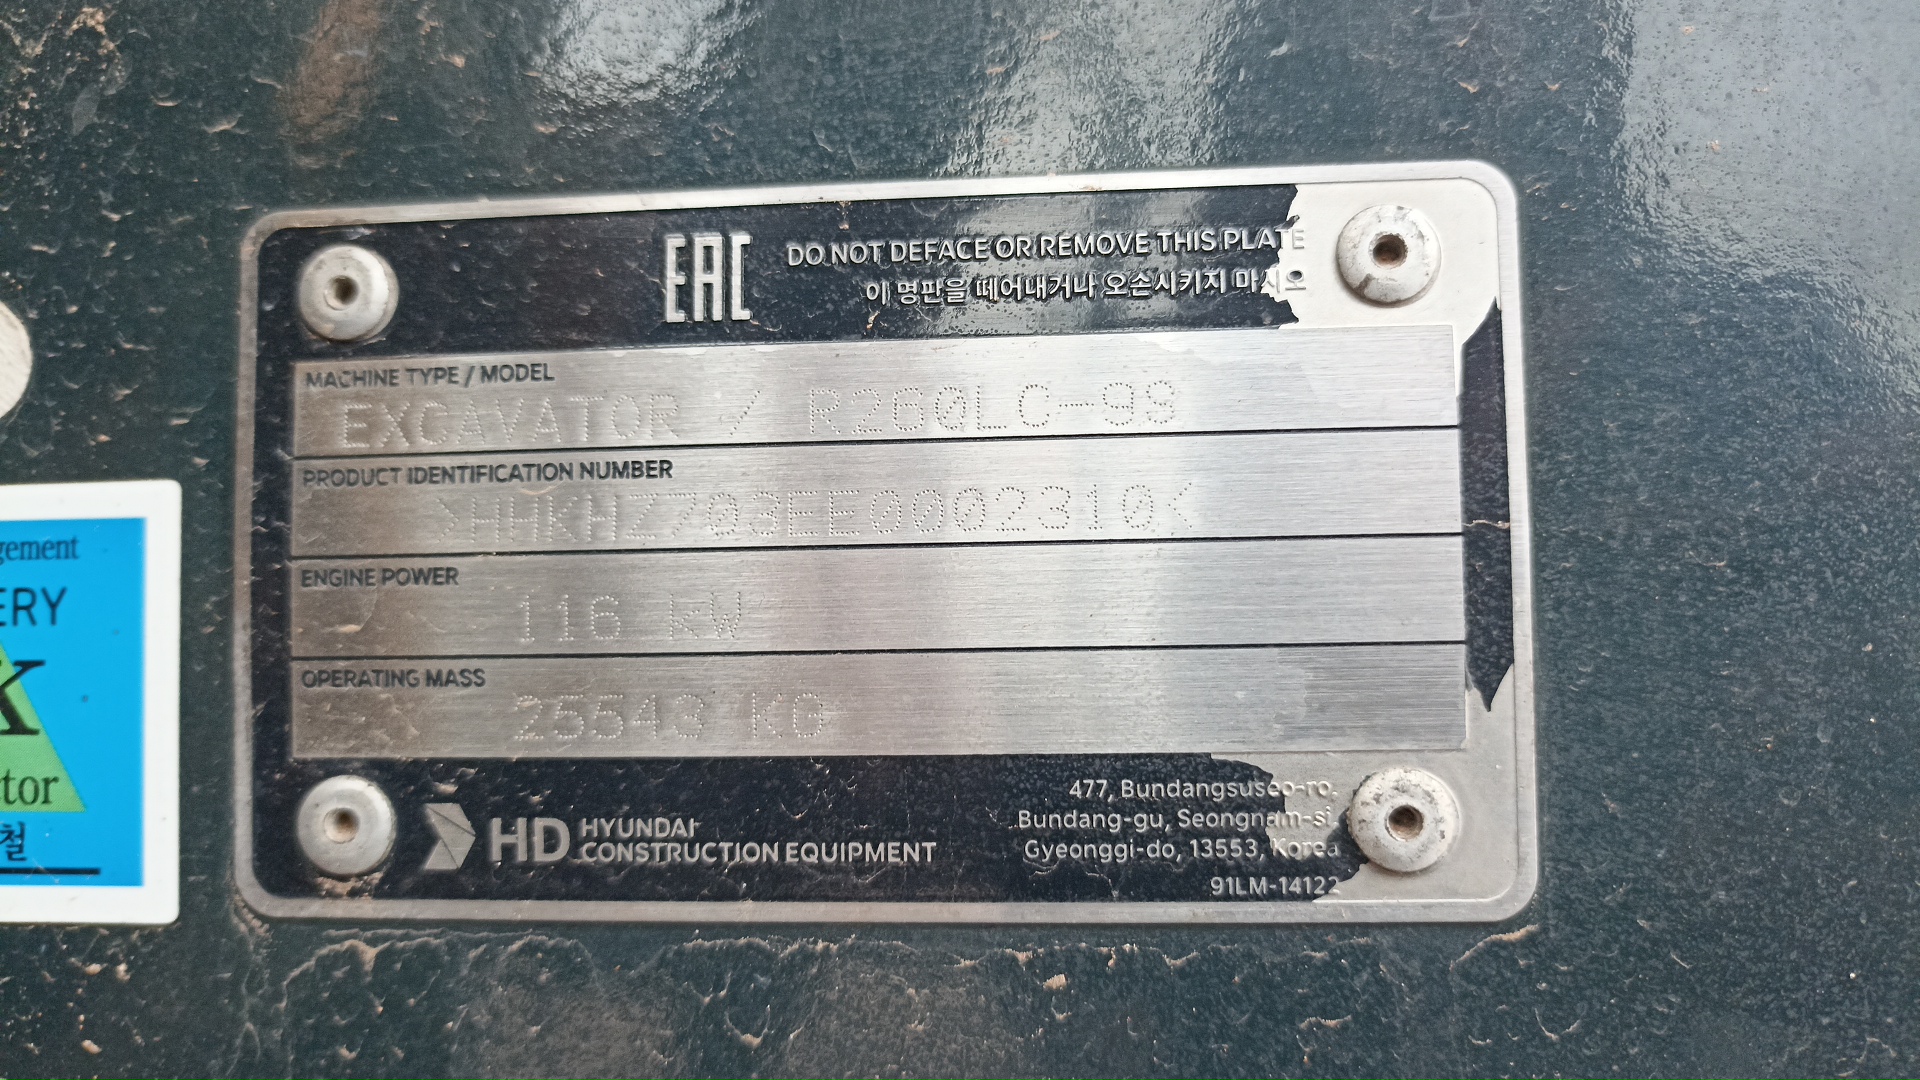 EAC
DO NOT DEFACE OR REMOVE THIS PLATE
이 명판을 떼어내거나 오손시키지 마시오
MACHINE TYPE / MODEL
EXCAVATOR / R260LC-9S
PRODUCT IDENTIFICATION NUMBER
>HHKHZ703EE0002310<
ENGINE POWER
116 kW
OPERATING MASS
25543 KG
HD HYUNDAI
CONSTRUCTION EQUIPMENT
477, Bundangsuseo-ro,
Bundang-gu, Seongnam-si,
Gyeonggi-do, 13553, Korea
91LM-14122
gement
ERY
K
ctor
철